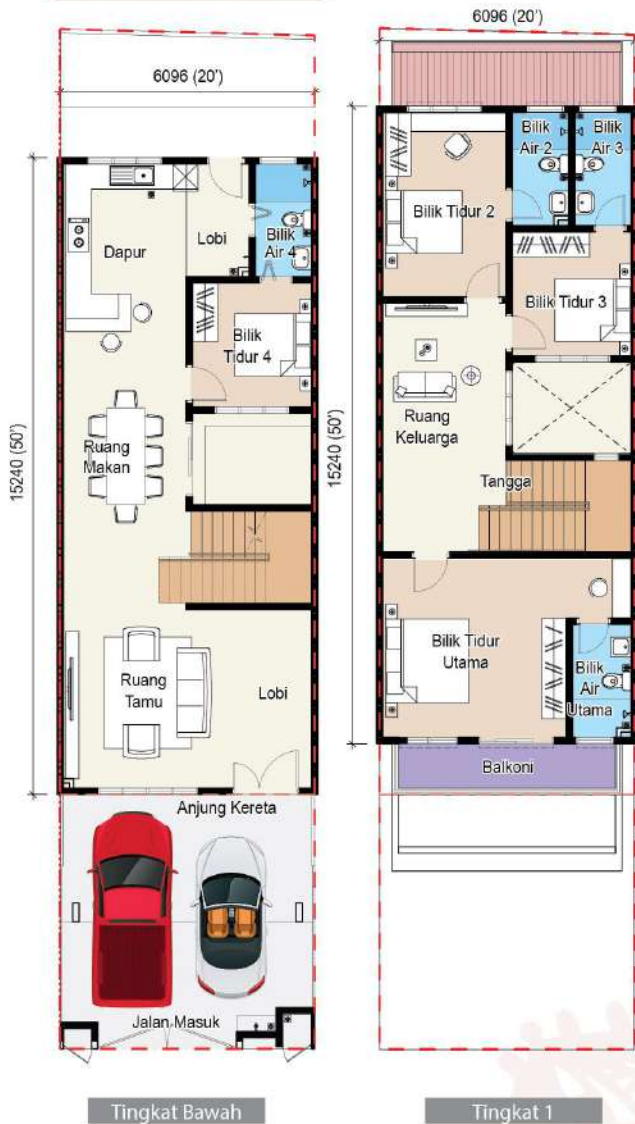 6096 (20')
15240 (50')
Dapur
Lobi
Bilik
Air 4
Bilik
Tidur 4
Ruang
Makan
Ruang
Tamu
Lobi
Anjung Kereta
Jalan Masuk
Tingkat Bawah
6096 (20')
15240 (50')
Bilik
Air 2
Bilik
Air 3
Bilik Tidur 2
Bilik Tidur 3
Ruang
Keluarga
Tangga
Bilik Tidur
Utama
Bilik
Air
Utama
Balkoni
Tingkat 1